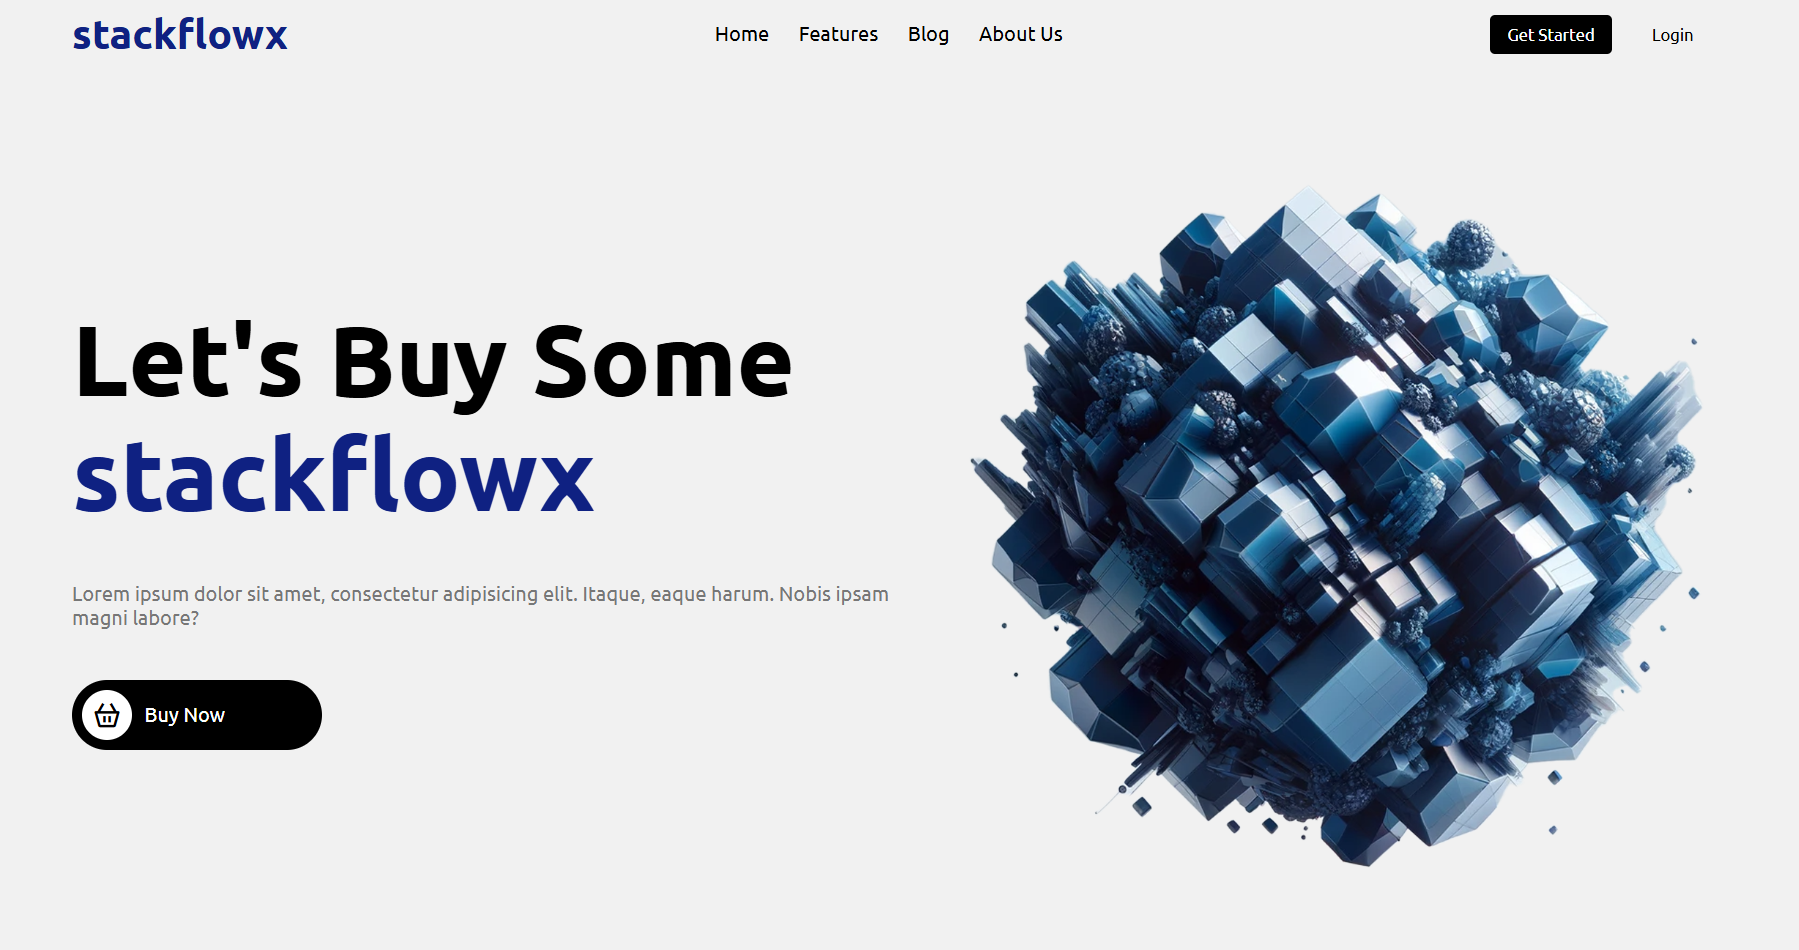 stackflowx
Home Features Blog About Us
Get Started Login
Let's Buy Some
stackflowx
Lorem ipsum dolor sit amet, consectetur adipisicing elit. Itaque, eaque harum. Nobis ipsam
magni labore?
Buy Now